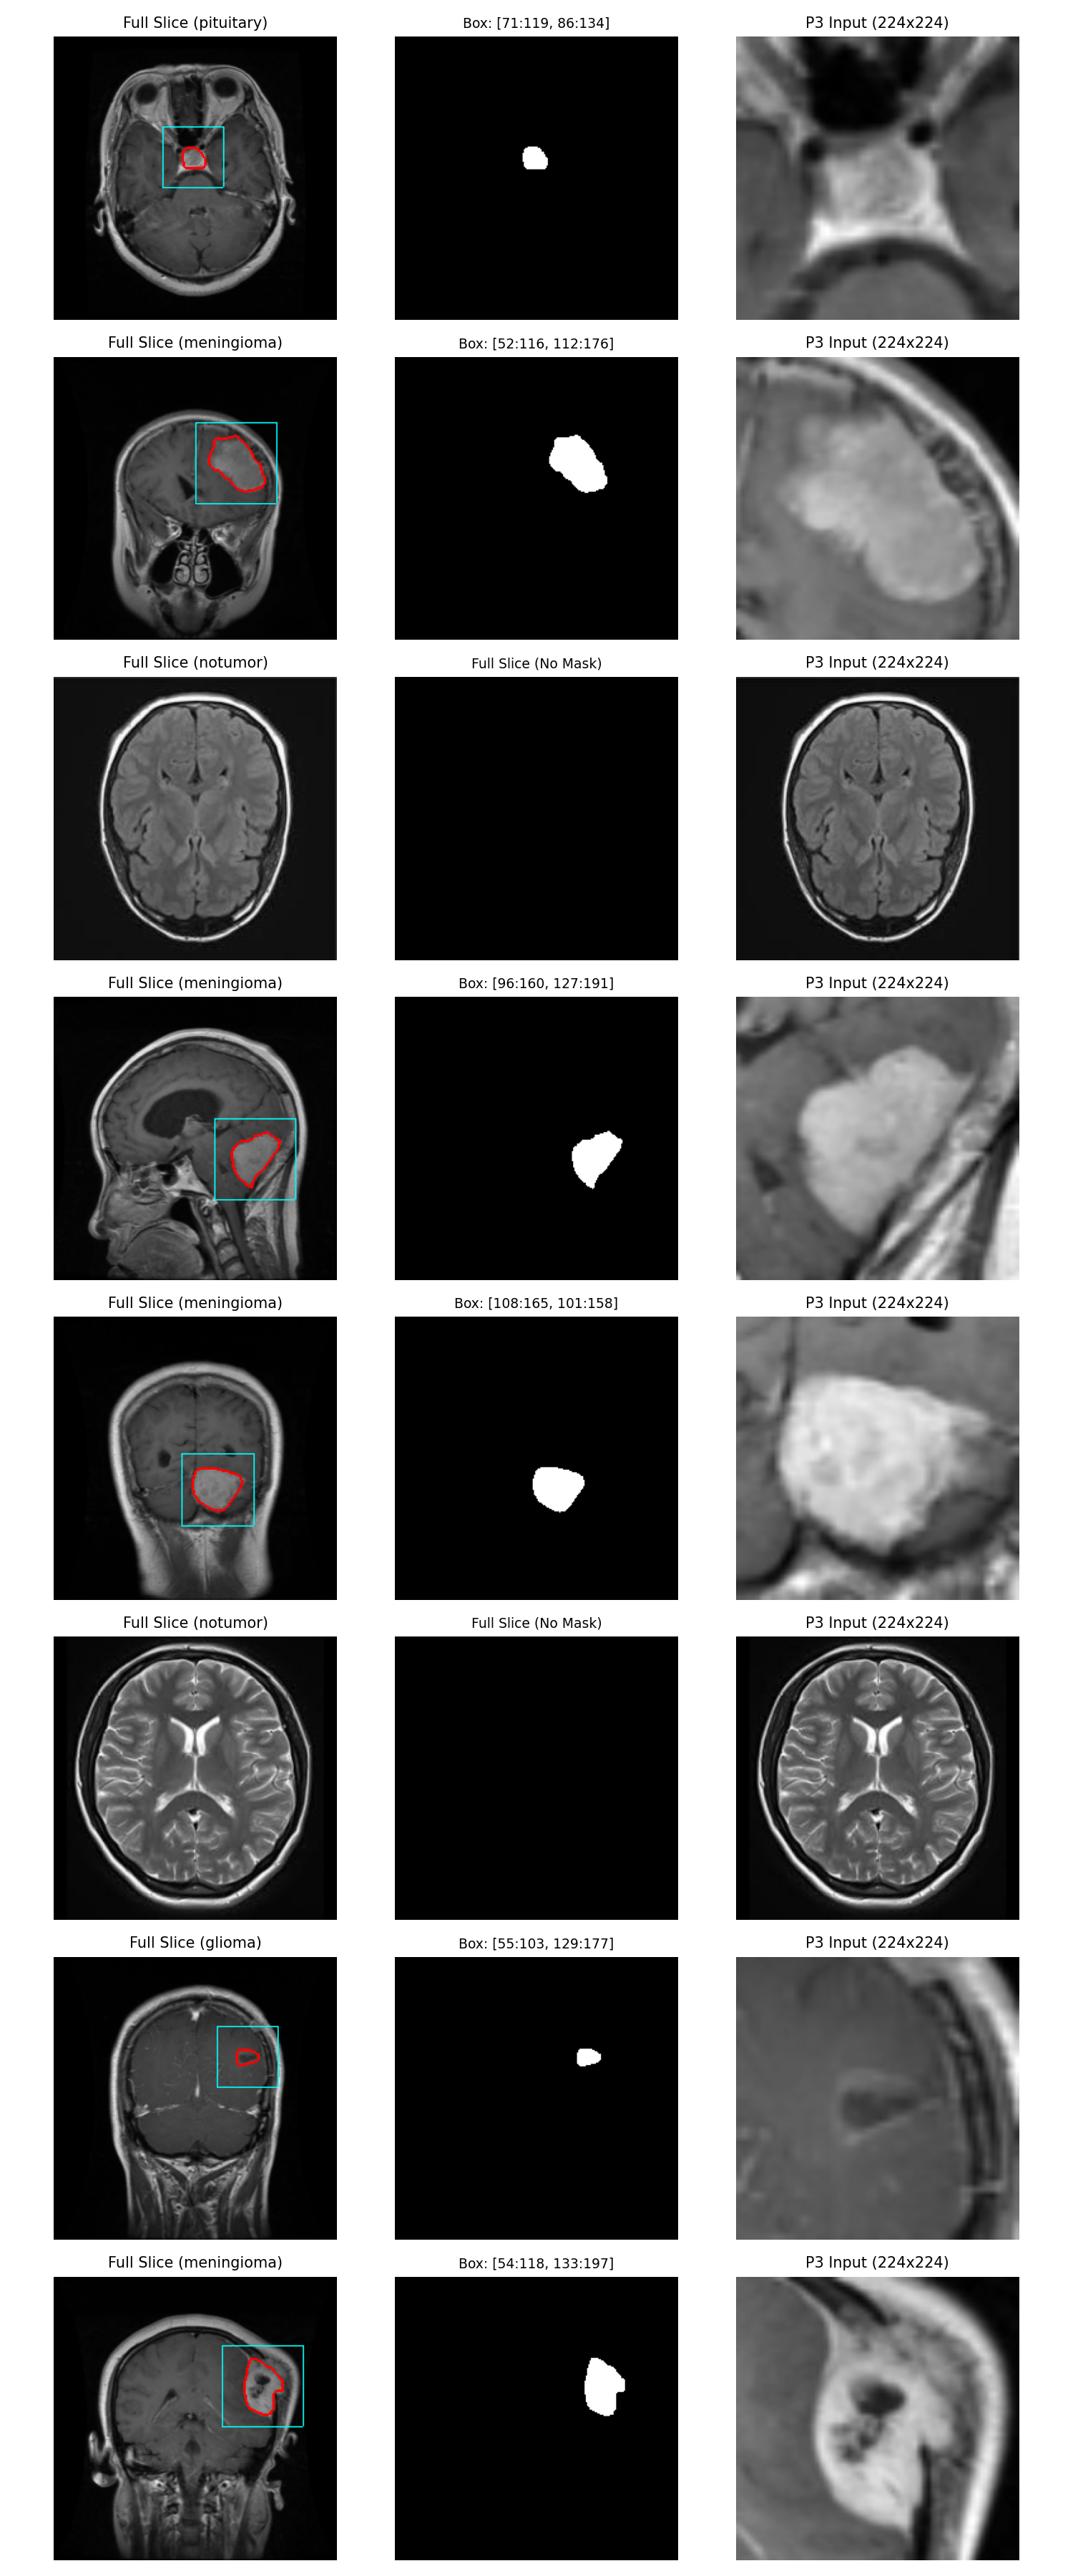 Full Slice (pituitary)
Box: [71:119, 86:134]
P3 Input (224x224)
Full Slice (meningioma)
Box: [52:116, 112:176]
P3 Input (224x224)
Full Slice (notumor)
Full Slice (No Mask)
P3 Input (224x224)
Full Slice (meningioma)
Box: [96:160, 127:191]
P3 Input (224x224)
Full Slice (meningioma)
Box: [108:165, 101:158]
P3 Input (224x224)
Full Slice (notumor)
Full Slice (No Mask)
P3 Input (224x224)
Full Slice (glioma)
Box: [55:103, 129:177]
P3 Input (224x224)
Full Slice (meningioma)
Box: [54:118, 133:197]
P3 Input (224x224)